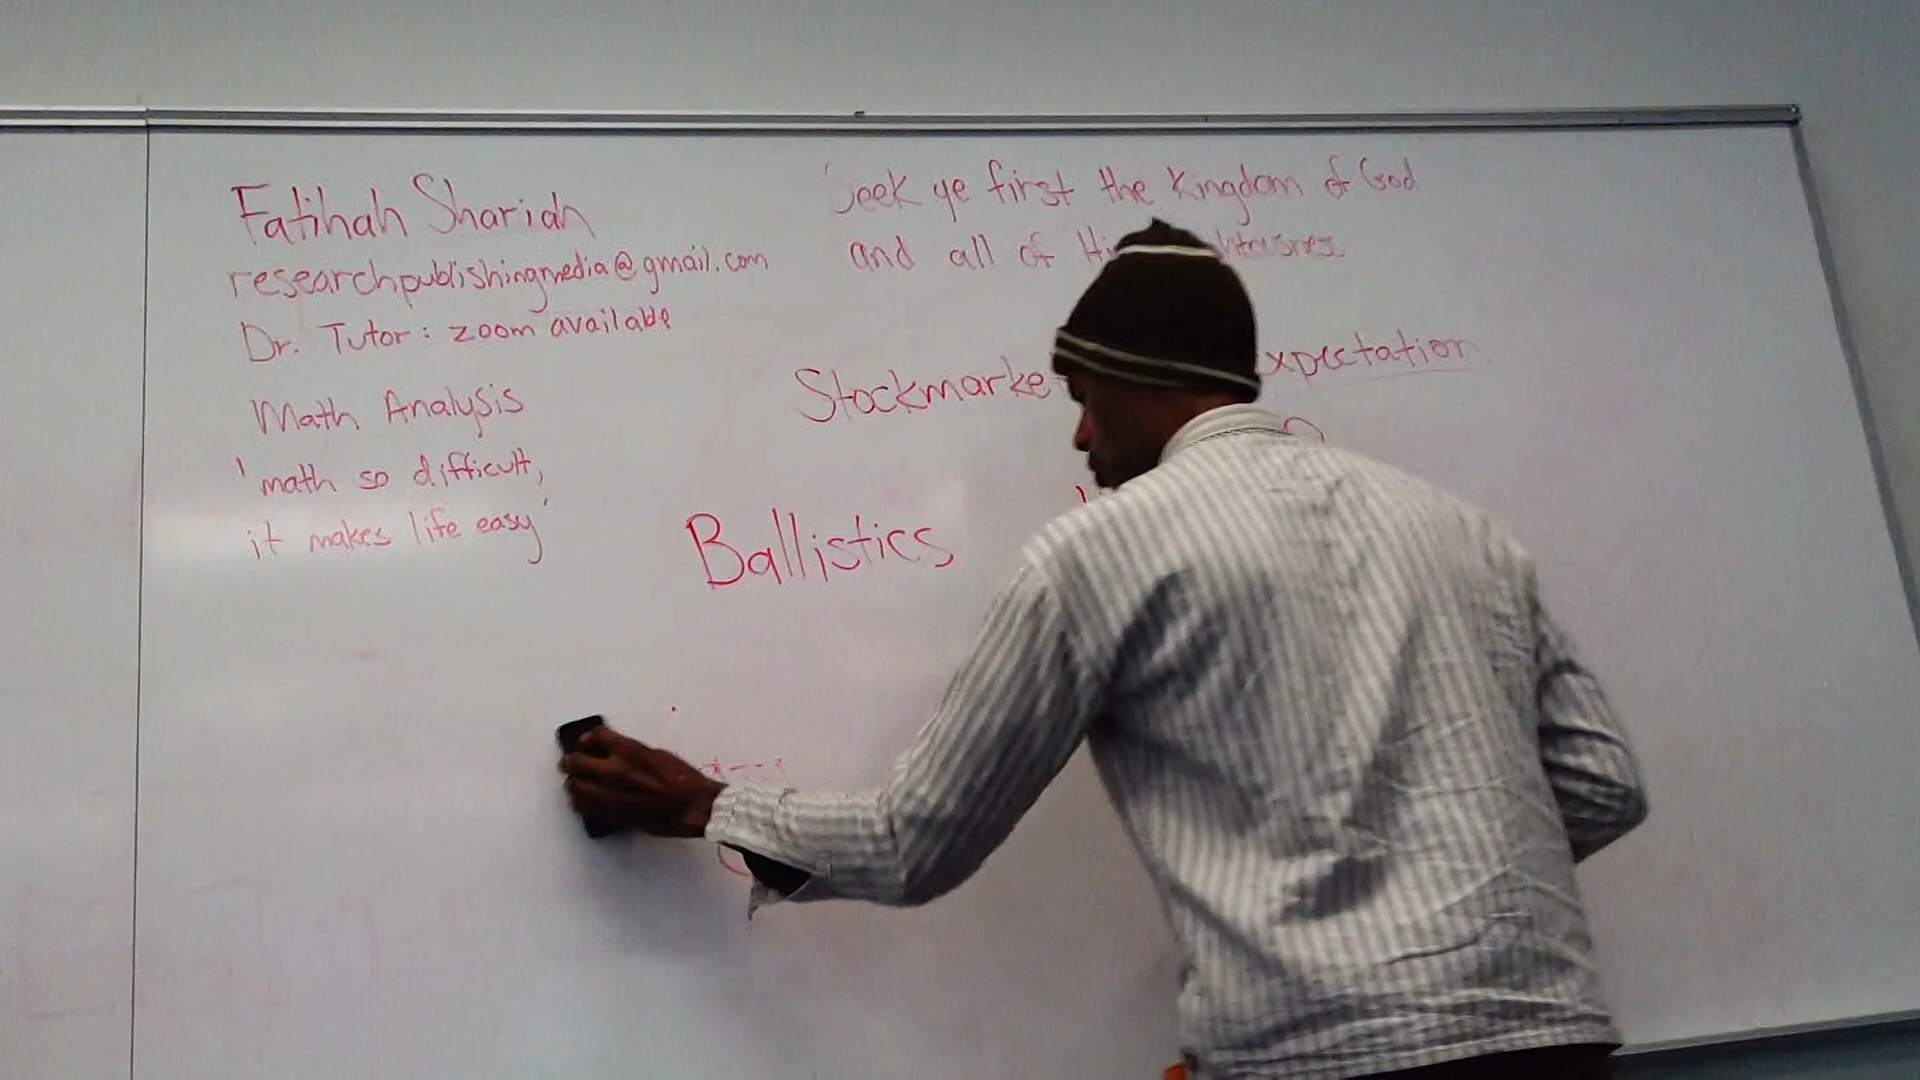 Fatihah Shariah
researchpublishingmedia@gmail.com
Dr. Tutor: zoom available
Math Analysis
'math so difficult,
it makes life easy'
'Seek ye first the Kingdom of God
and all of
Stockmarke xpectation
Ballistics